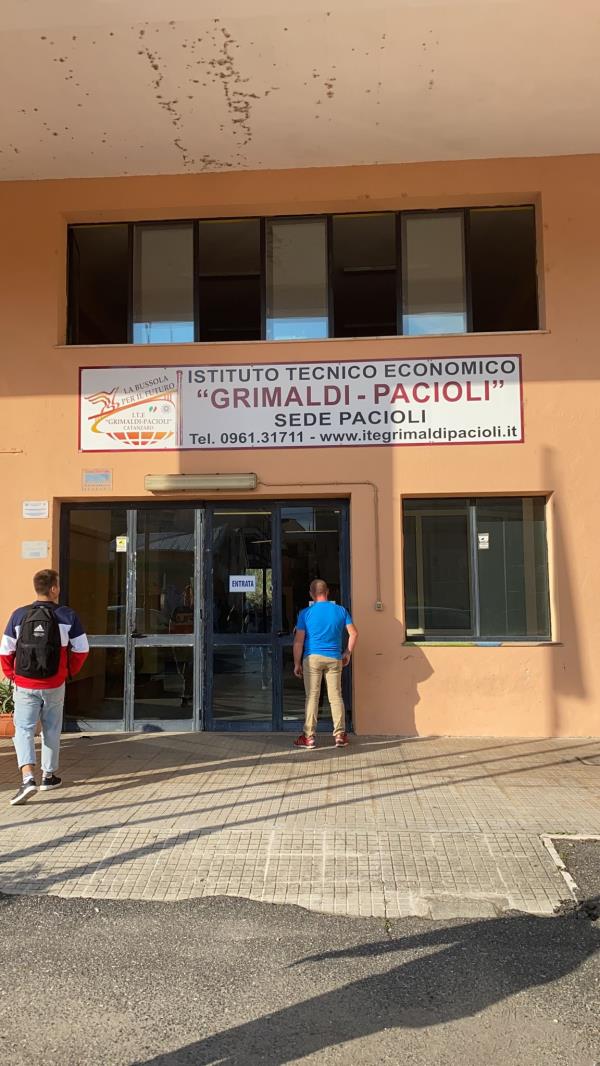 LA BUSSOLA
PER IL FUTURO
I.T.E
"GRIMALDI-PACIOLI"
CATANZARO
ISTITUTO TECNICO ECONOMICO
“GRIMALDI - PACIOLI”
SEDE PACIOLI
Tel. 0961.31711 - www.itegrimaldipacioli.it
ENTRATA